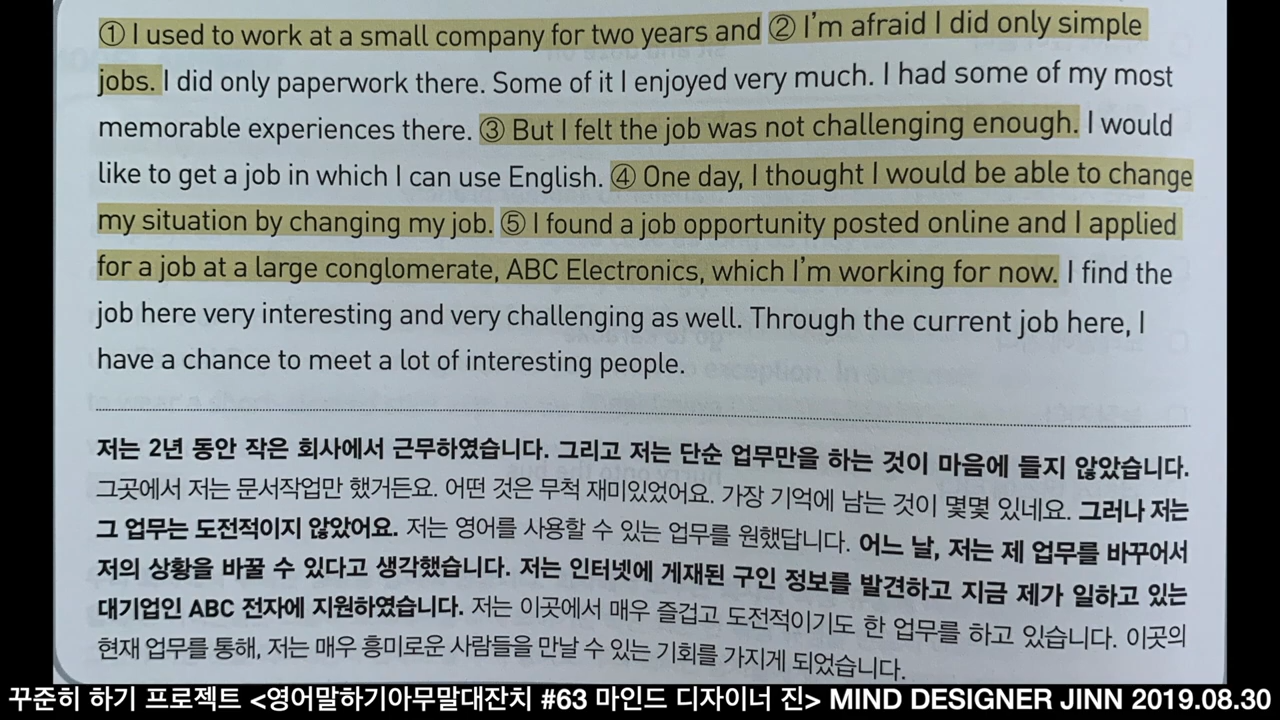 ① I used to work at a small company for two years and ② I'm afraid I did only simple
jobs. I did only paperwork there. Some of it I enjoyed very much. I had some of my most
memorable experiences there. ③ But I felt the job was not challenging enough. I would
like to get a job in which I can use English. ④ One day, I thought I would be able to change
my situation by changing my job. ⑤ I found a job opportunity posted online and I applied
for a job at a large conglomerate, ABC Electronics, which I'm working for now. I find the
job here very interesting and very challenging as well. Through the current job here, I
have a chance to meet a lot of interesting people.
저는 2년 동안 작은 회사에서 근무하였습니다. 그리고 저는 단순 업무만을 하는 것이 마음에 들지 않았습니다.
그곳에서 저는 문서작업만 했거든요. 어떤 것은 무척 재미있었어요. 가장 기억에 남는 것이 몇몇 있네요. 그러나 저는
그 업무는 도전적이지 않았어요. 저는 영어를 사용할 수 있는 업무를 원했답니다. 어느 날, 저는 제 업무를 바꾸어서
저의 상황을 바꿀 수 있다고 생각했습니다. 저는 인터넷에 게재된 구인 정보를 발견하고 지금 제가 일하고 있는
대기업인 ABC 전자에 지원하였습니다. 저는 이곳에서 매우 즐겁고 도전적이기도 한 업무를 하고 있습니다. 이곳의
현재 업무를 통해, 저는 매우 흥미로운 사람들을 만날 수 있는 기회를 가지게 되었습니다.
꾸준히 하기 프로젝트 <영어말하기아무말대잔치 #63 마인드 디자이너 진> MIND DESIGNER JINN 2019.08.30